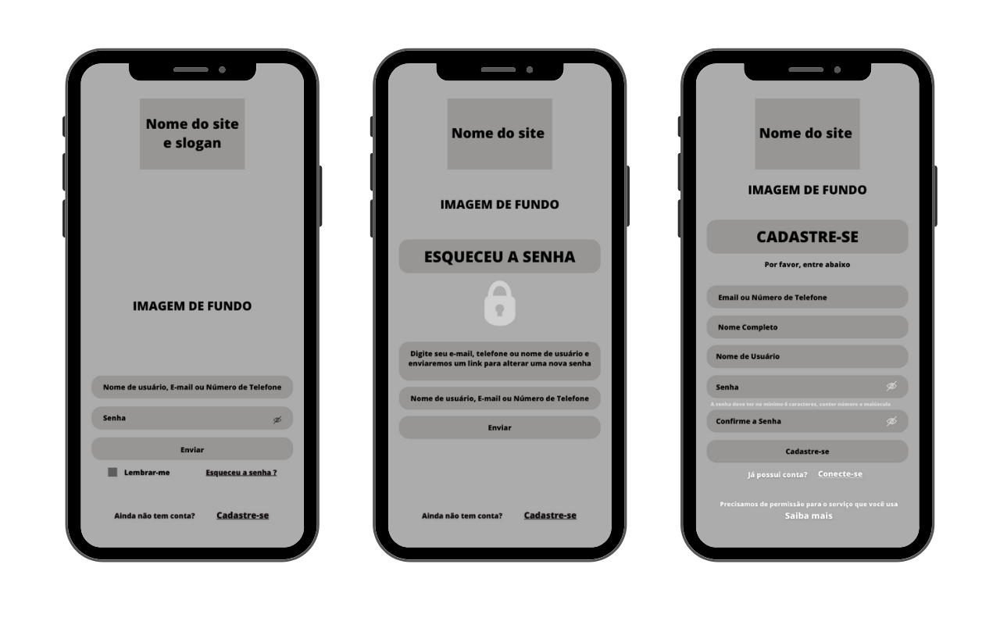 Nome do site
e slogan
IMAGEM DE FUNDO
Nome de usuário, E-mail ou Número de Telefone
Senha
Enviar
Lembrar-me
Esqueceu a senha ?
Ainda não tem conta?
Cadastre-se
Nome do site
IMAGEM DE FUNDO
ESQUECEU A SENHA
Digite seu e-mail, telefone ou nome de usuário e
enviaremos um link para alterar uma nova senha
Nome de usuário, E-mail ou Número de Telefone
Enviar
Ainda não tem conta?
Cadastre-se
Nome do site
IMAGEM DE FUNDO
CADASTRE-SE
Por favor, entre abaixo
Email ou Número de Telefone
Nome Completo
Nome de Usuário
Senha
A senha deve ter no mínimo 6 caracteres, conter número e maiúscula
Confirme a Senha
Cadastre-se
Já possui conta?
Conecte-se
Precisamos de permissão para o serviço que você usa
Saiba mais